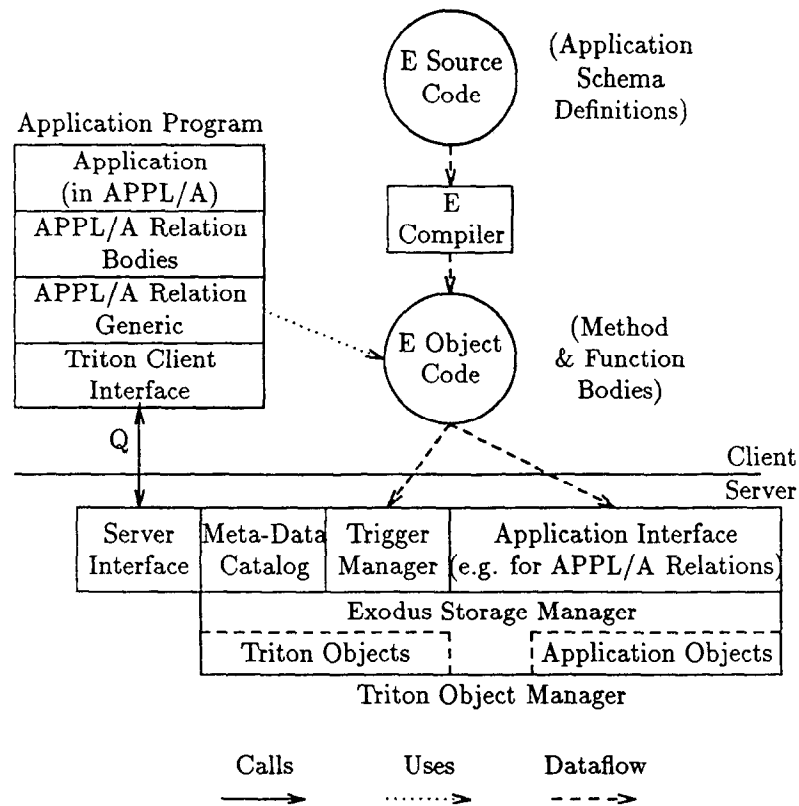 E Source
Code
(Application
Schema
Definitions)
Application Program
Application
(in APPL/A)
APPL/A Relation
Bodies
APPL/A Relation
Generic
Triton Client
Interface
E
Compiler
E Object
Code
(Method
& Function
Bodies)
Q
Client
Server
Server
Interface
Meta-Data
Catalog
Trigger
Manager
Application Interface
(e.g. for APPL/A Relations)
Exodus Storage Manager
Triton Objects
Application Objects
Triton Object Manager
Calls
Uses
Dataflow